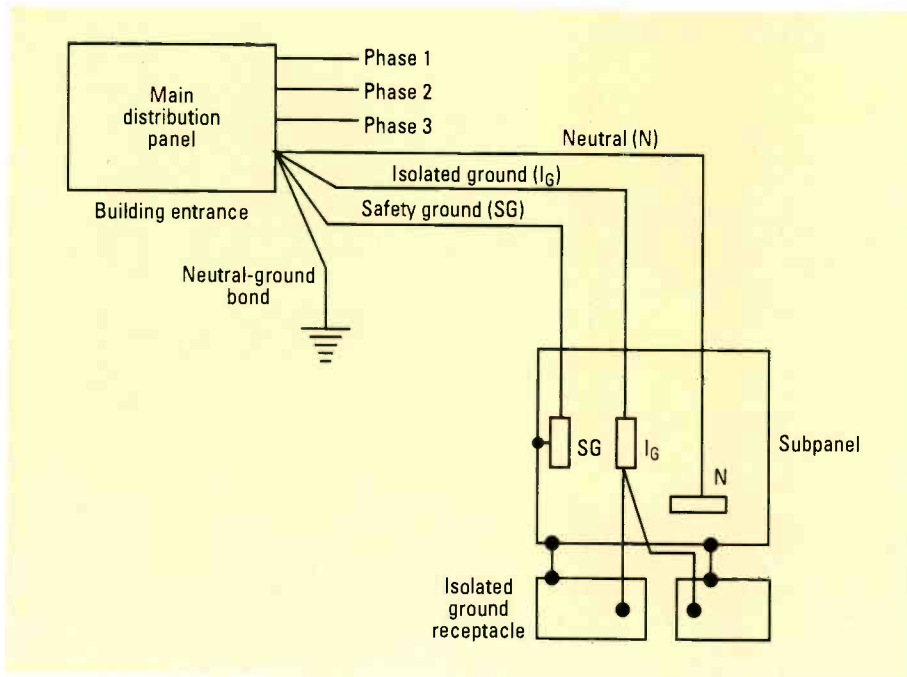 Main
distribution
panel
Phase 1
Phase 2
Phase 3
Building entrance
Neutral (N)
Isolated ground (IG)
Safety ground (SG)
Neutral-ground
bond
SG
IG
N
Subpanel
Isolated
ground
receptacle